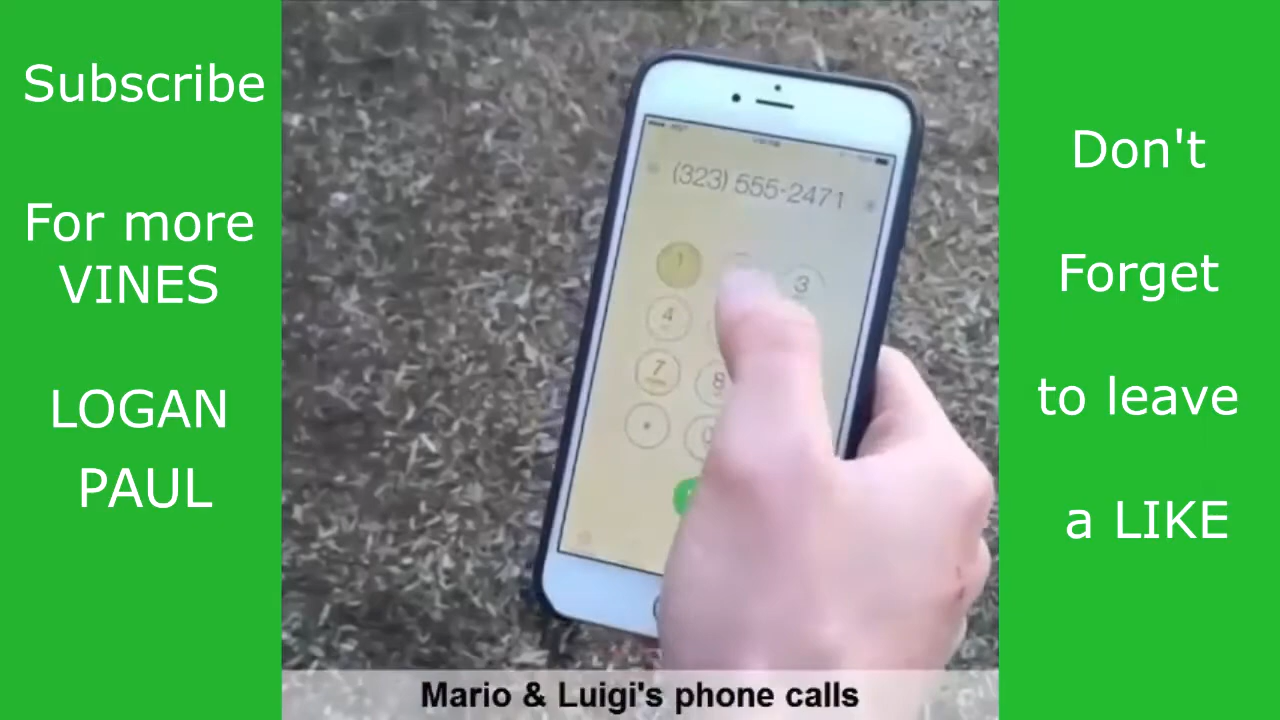 Subscribe
For more
VINES
LOGAN
PAUL
(323) 555-2471
1
3
4
7
8
*
Don't
Forget
to leave
a LIKE
Mario & Luigi's phone calls